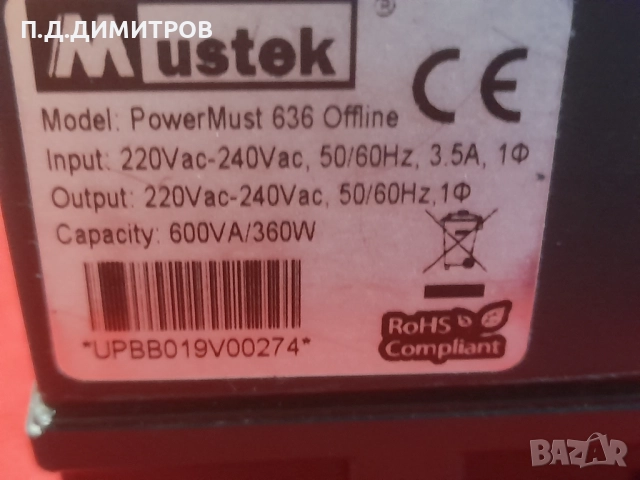 П.Д.ДИМИТРОВ
Mustek®
CE
Model: PowerMust 636 Offline
Input: 220Vac-240Vac, 50/60Hz, 3.5A, 1Φ
Output: 220Vac-240Vac, 50/60Hz,1Φ
Capacity: 600VA/360W
*UPBB019V00274*
RoHS
Compliant
BAZAR